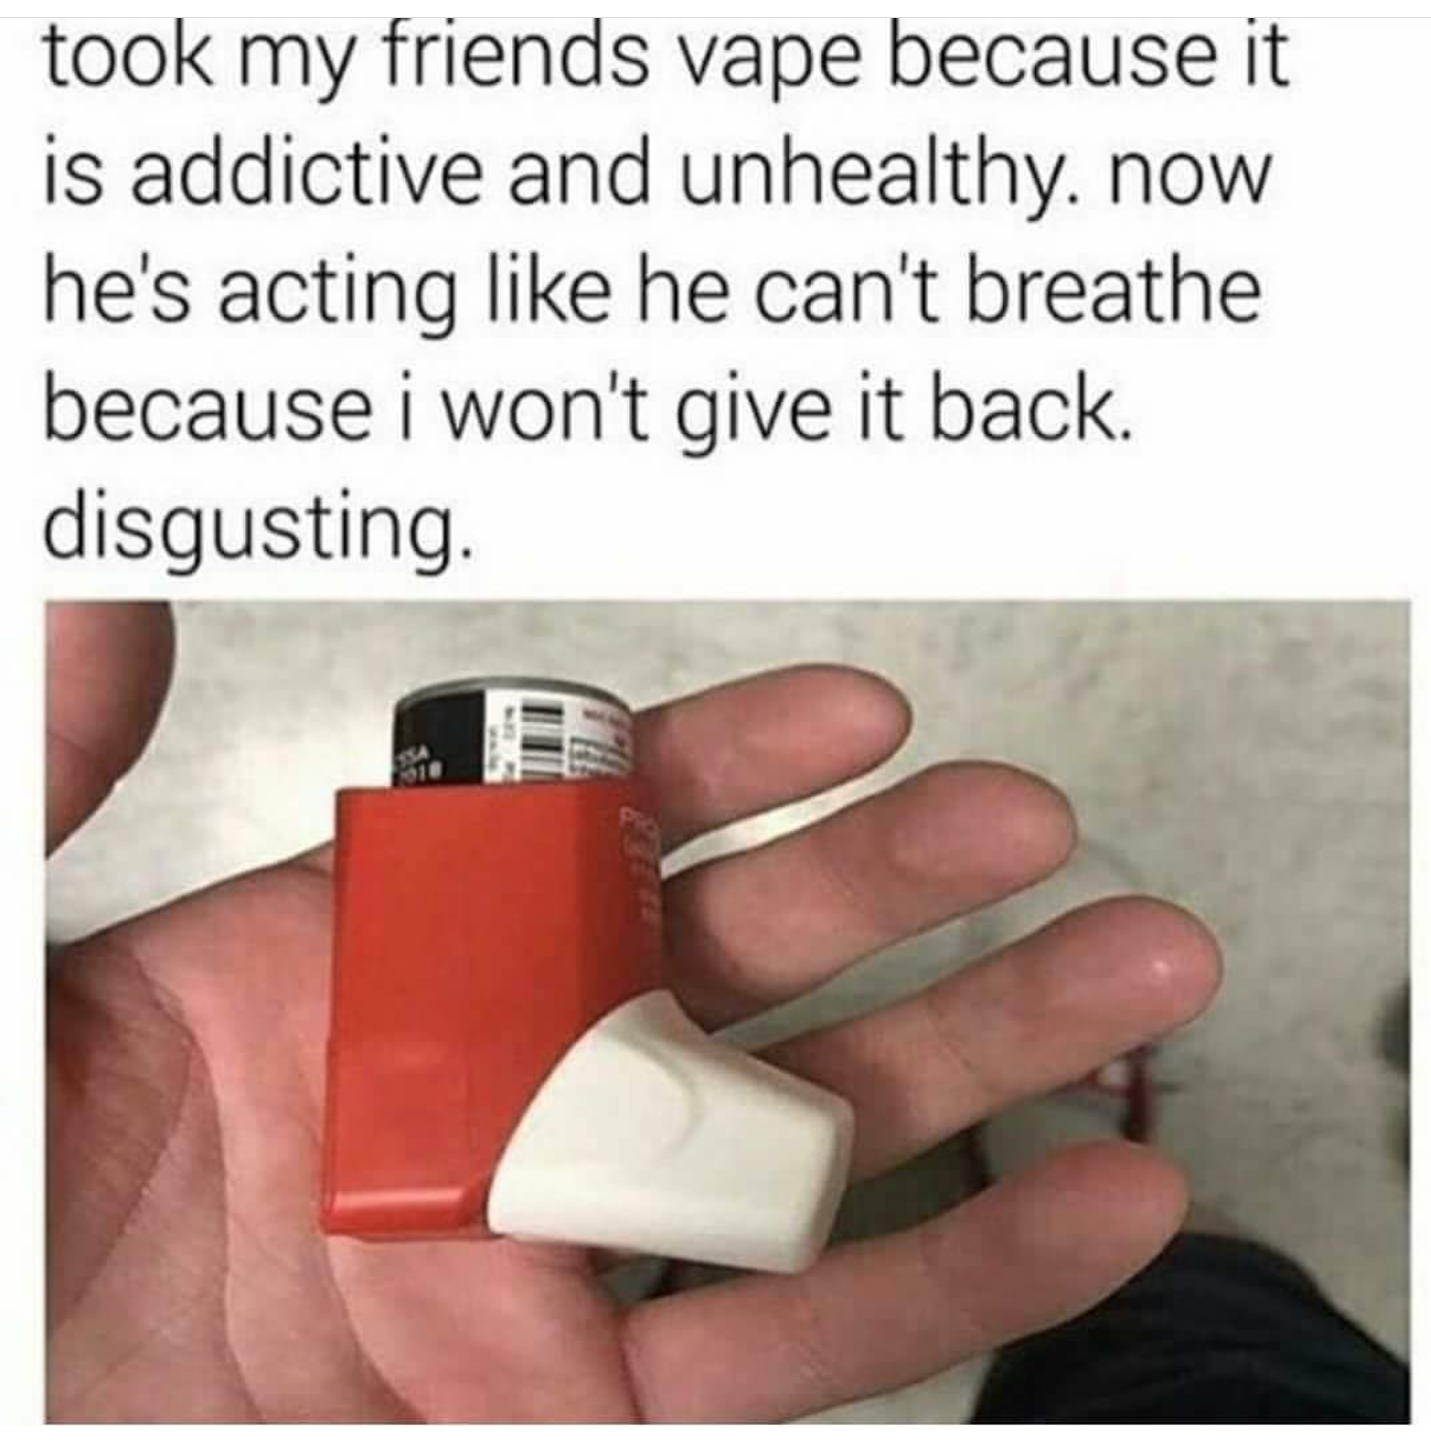 took my friends vape because it
is addictive and unhealthy. now
he's acting like he can't breathe
because i won't give it back.
disgusting.